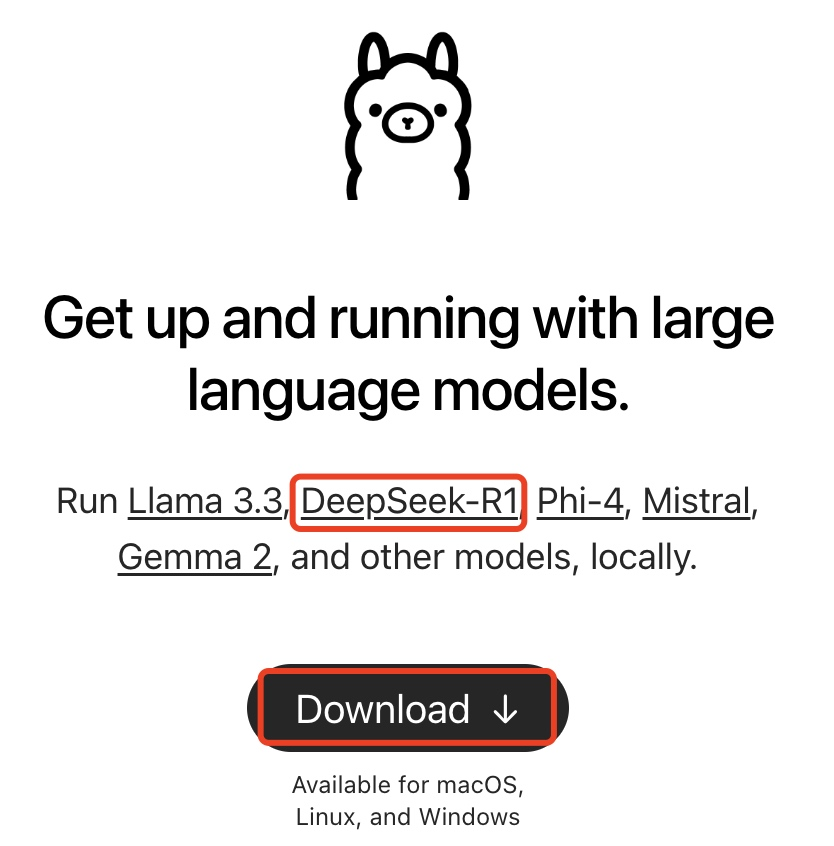 Get up and running with large
language models.
Run Llama 3.3, DeepSeek-R1, Phi-4, Mistral,
Gemma 2, and other models, locally.
Download ↓
Available for macOS,
Linux, and Windows